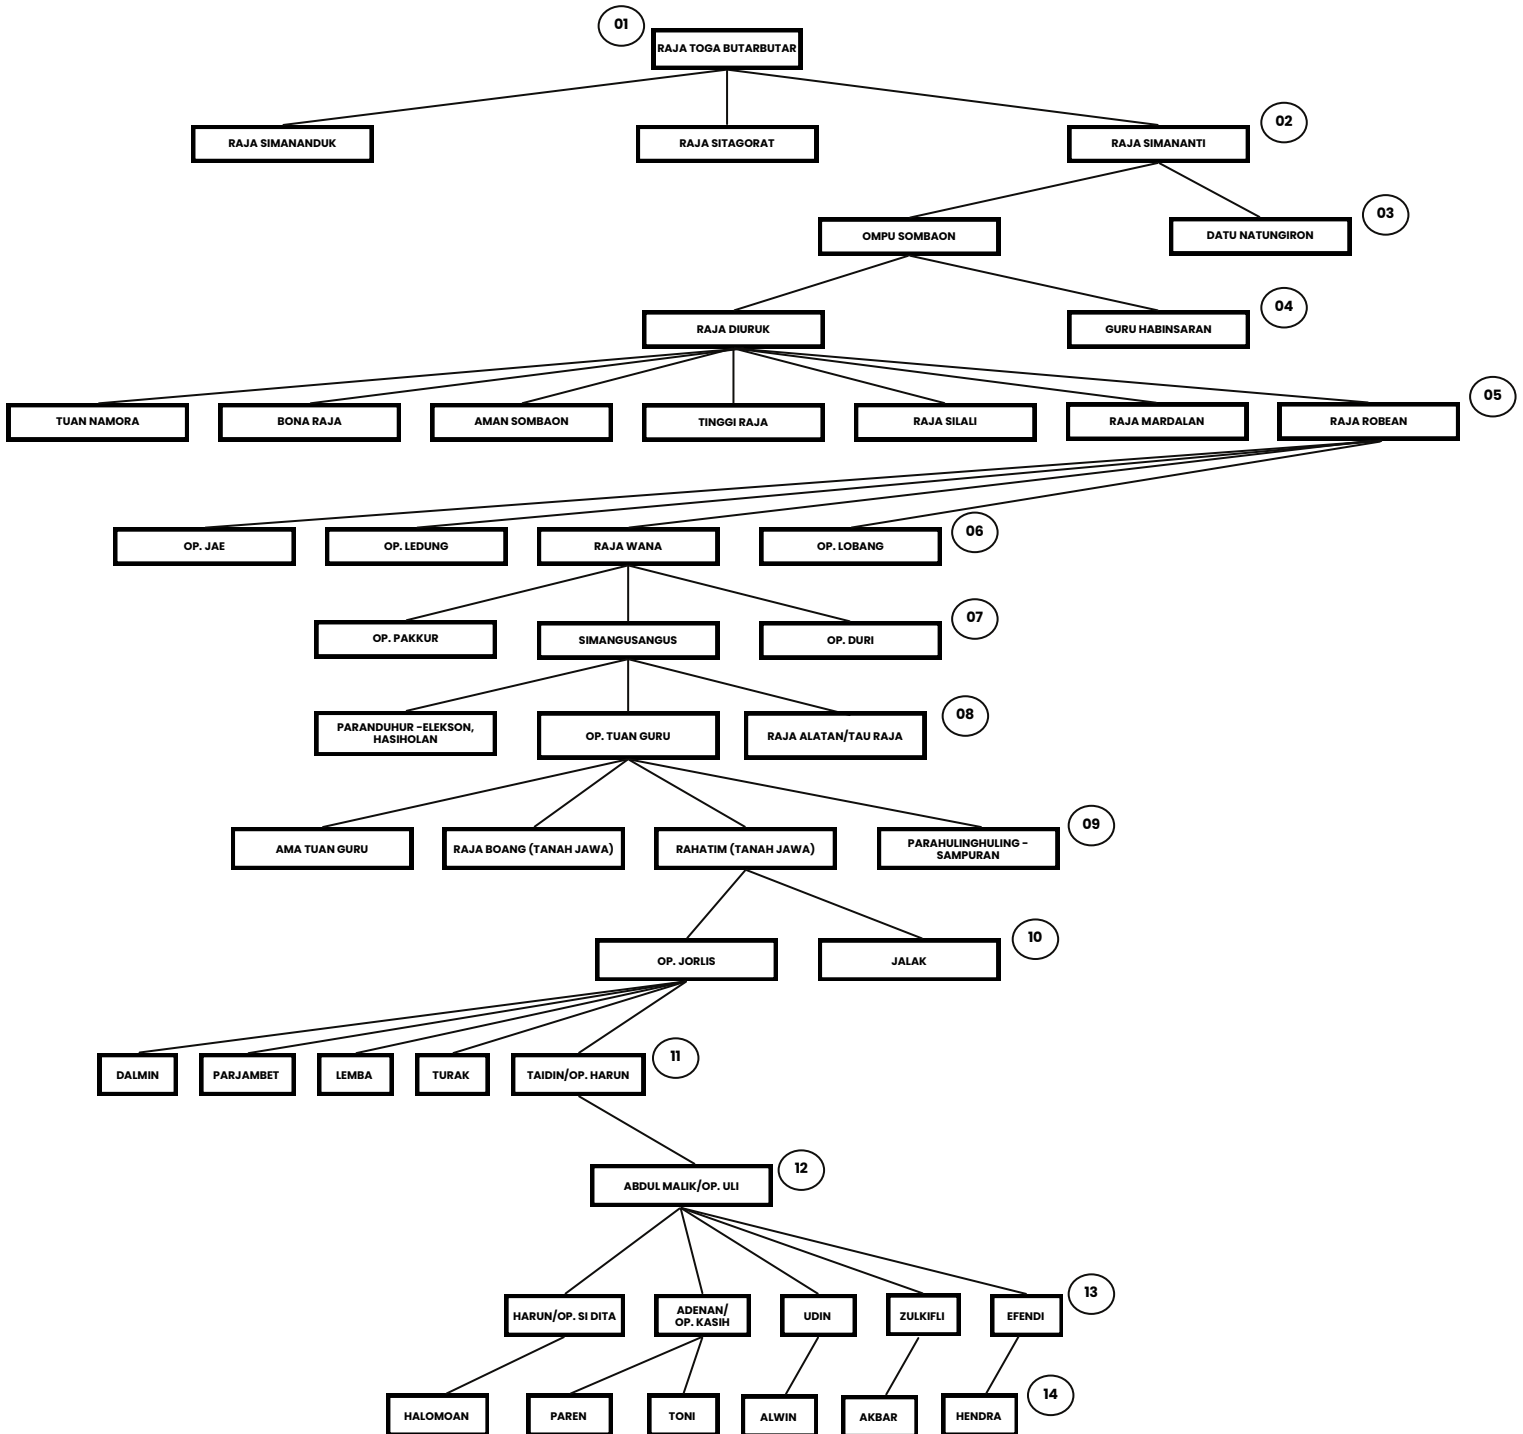 01
RAJA TOGA BUTARBUTAR
RAJA SIMANANDUK
RAJA SITAGORAT
RAJA SIMANANTI
02
OMPU SOMBAON
DATU NATUNGIRON
03
RAJA DIURUK
GURU HABINSARAN
04
TUAN NAMORA
BONA RAJA
AMAN SOMBAON
TINGGI RAJA
RAJA SILALI
RAJA MARDALAN
RAJA ROBEAN
05
OP. JAE
OP. LEDUNG
RAJA WANA
OP. LOBANG
06
OP. PAKKUR
SIMANGUSANGUS
OP. DURI
07
PARANDUHUR -ELEKSON,
HASIHOLAN
OP. TUAN GURU
RAJA ALATAN/TAU RAJA
08
AMA TUAN GURU
RAJA BOANG (TANAH JAWA)
RAHATIM (TANAH JAWA)
PARAHULINGHULING -
SAMPURAN
09
OP. JORLIS
JALAK
10
DALMIN
PARJAMBET
LEMBA
TURAK
TAIDIN/OP. HARUN
11
ABDUL MALIK/OP. ULI
12
HARUN/OP. SI DITA
ADENAN/
OP. KASIH
UDIN
ZULKIFLI
EFENDI
13
HALOMOAN
PAREN
TONI
ALWIN
AKBAR
HENDRA
14